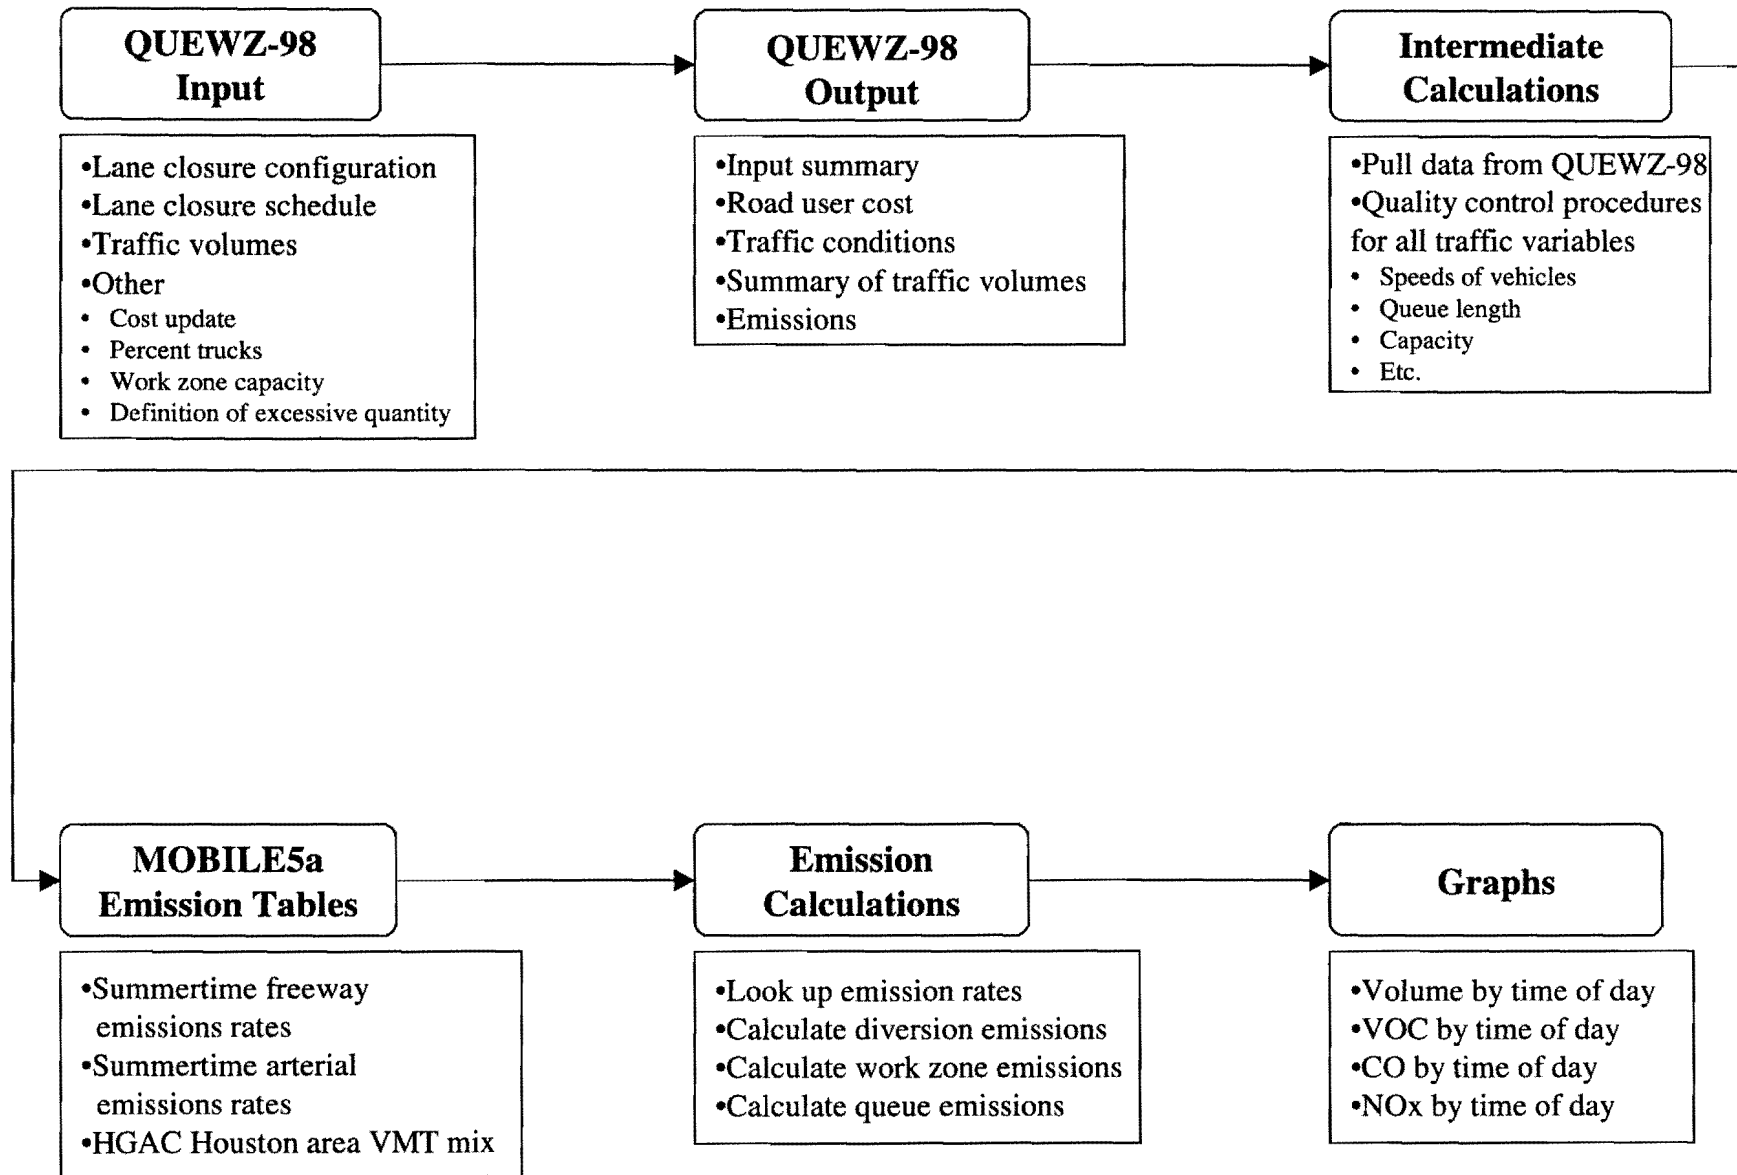 QUEWZ-98
Input
•Lane closure configuration
•Lane closure schedule
•Traffic volumes
•Other
• Cost update
• Percent trucks
• Work zone capacity
• Definition of excessive quantity
QUEWZ-98
Output
•Input summary
•Road user cost
•Traffic conditions
•Summary of traffic volumes
•Emissions
Intermediate
Calculations
•Pull data from QUEWZ-98
•Quality control procedures
for all traffic variables
• Speeds of vehicles
• Queue length
• Capacity
• Etc.
MOBILE5a
Emission Tables
•Summertime freeway
emissions rates
•Summertime arterial
emissions rates
•HGAC Houston area VMT mix
Emission
Calculations
•Look up emission rates
•Calculate diversion emissions
•Calculate work zone emissions
•Calculate queue emissions
Graphs
•Volume by time of day
•VOC by time of day
•CO by time of day
•NOx by time of day